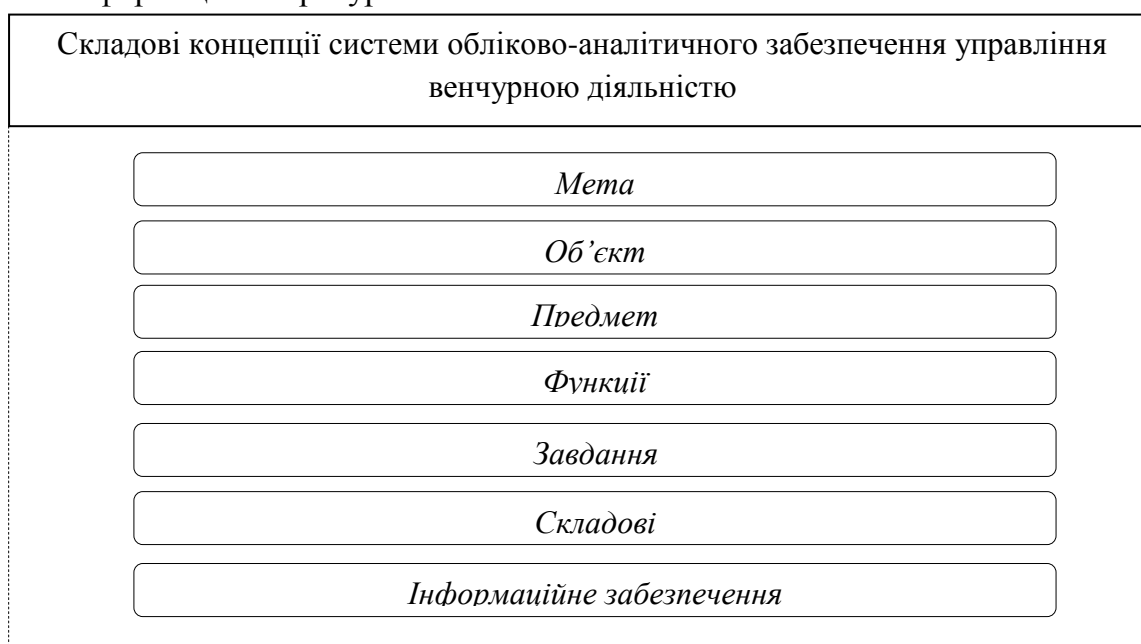 Складові концепції системи обліково-аналітичного забезпечення управління
венчурною діяльністю
Мета
Об’єкт
Предмет
Функції
Завдання
Складові
Інформаційне забезпечення